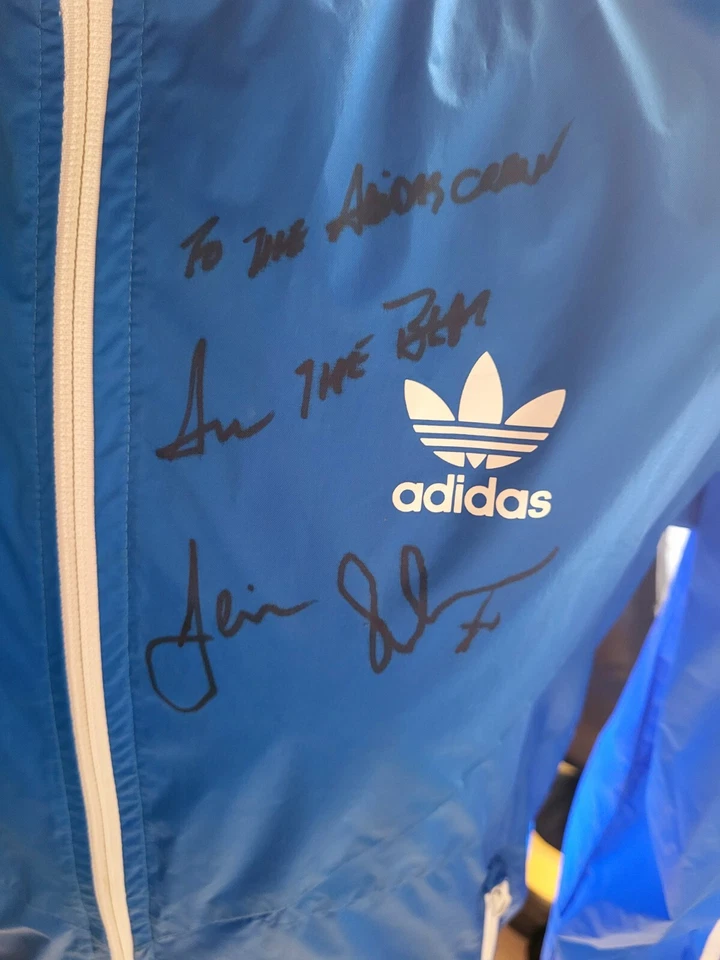 TO THE ADIDAS CREW
ALL THE BEST
adidas